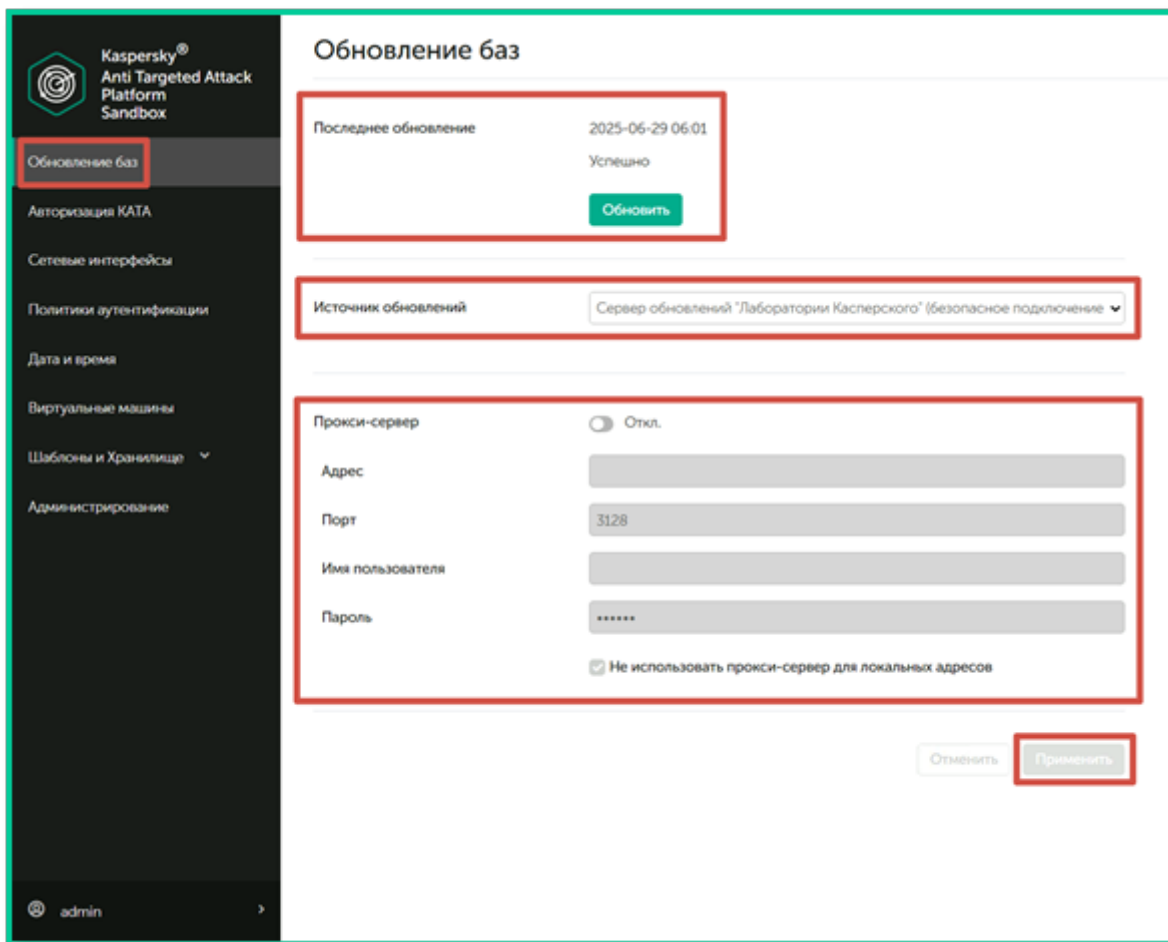 Kaspersky®
Anti Targeted Attack
Platform
Sandbox
Обновление баз
Авторизация KATA
Сетевые интерфейсы
Политики аутентификации
Дата и время
Виртуальные машины
Шаблоны и Хранилище
Администрирование
admin
Обновление баз
Последнее обновление 2025-06-29 06:01
Успешно
Обновить
Источник обновлений Сервер обновлений "Лаборатории Касперского" (безопасное подключение
Прокси-сервер Откл.
Адрес
Порт 3128
Имя пользователя
Пароль ••••••
Не использовать прокси-сервер для локальных адресов
Отменить Применить